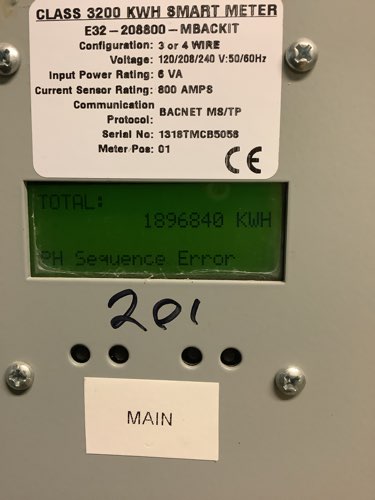 CLASS 3200 KWH SMART METER
E32-208800-MBACKIT
Configuration: 3 or 4 WIRE
Voltage: 120/208/240 V:50/60Hz
Input Power Rating: 6 VA
Current Sensor Rating: 800 AMPS
Communication Protocol: BACNET MS/TP
Serial No: 1318TMCB5058
Meter Pos: 01
CE
TOTAL:
1896840 KWH
PH Sequence Error
201
MAIN